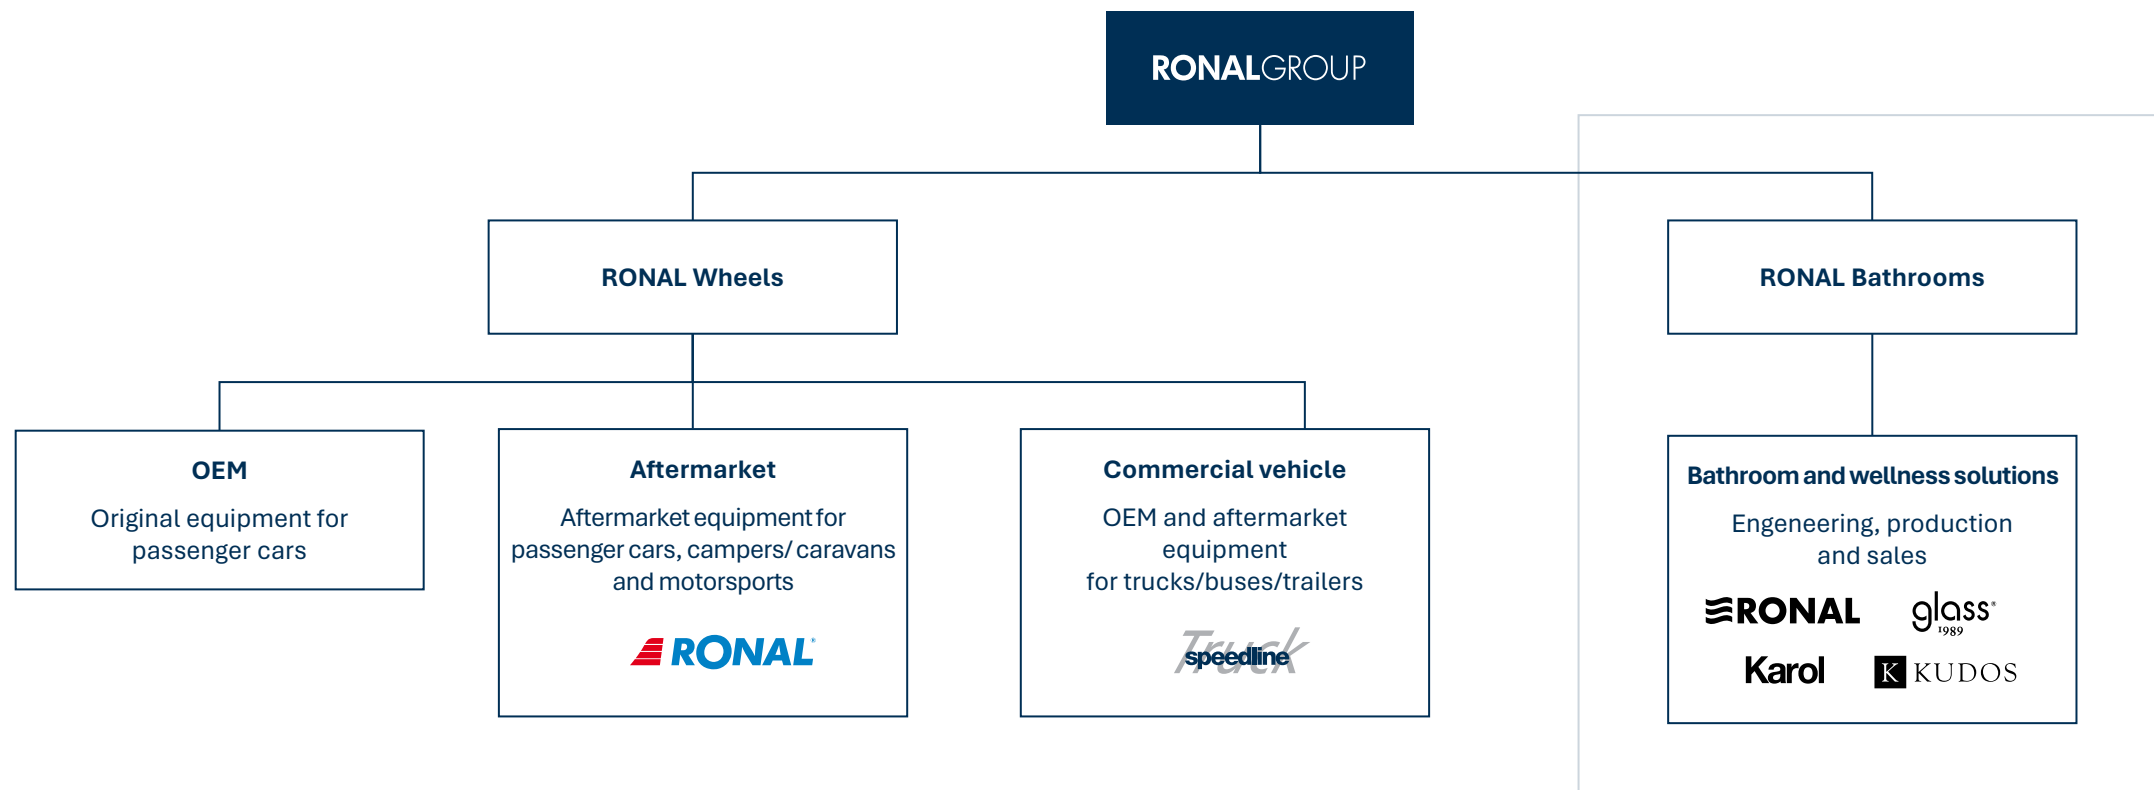 RONALGROUP
RONAL Wheels
RONAL Bathrooms
OEM
Original equipment for
passenger cars
Aftermarket
Aftermarket equipment for
passenger cars, campers/ caravans
and motorsports
RONAL®
Commercial vehicle
OEM and aftermarket
equipment
for trucks/buses/trailers
Truck
speedline
Bathroom and wellness solutions
Engeneering, production
and sales
RONAL
glass®
1989
Karol
K KUDOS